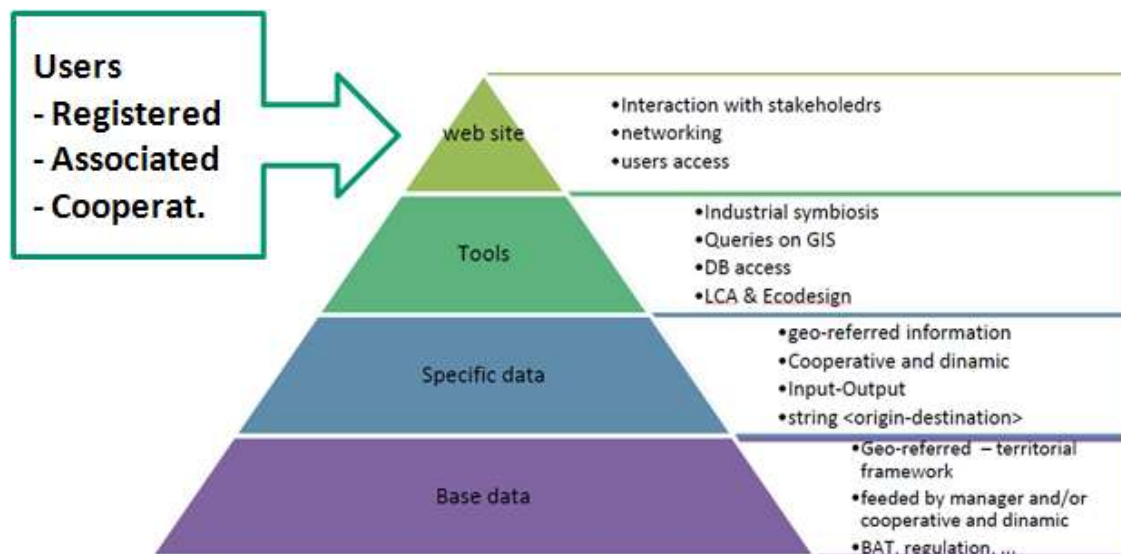 Users
- Registered
- Associated
- Cooperat.
web site
•Interaction with stakeholedrs
•networking
•users access
Tools
•Industrial symbiosis
•Queries on GIS
•DB access
•LCA & Ecodesign
Specific data
•geo-referred information
•Cooperative and dinamic
•Input-Output
•string <origin-destination>
Base data
•Geo-referred – territorial
framework
•feeded by manager and/or
cooperative and dinamic
•BAT, regulation, ...